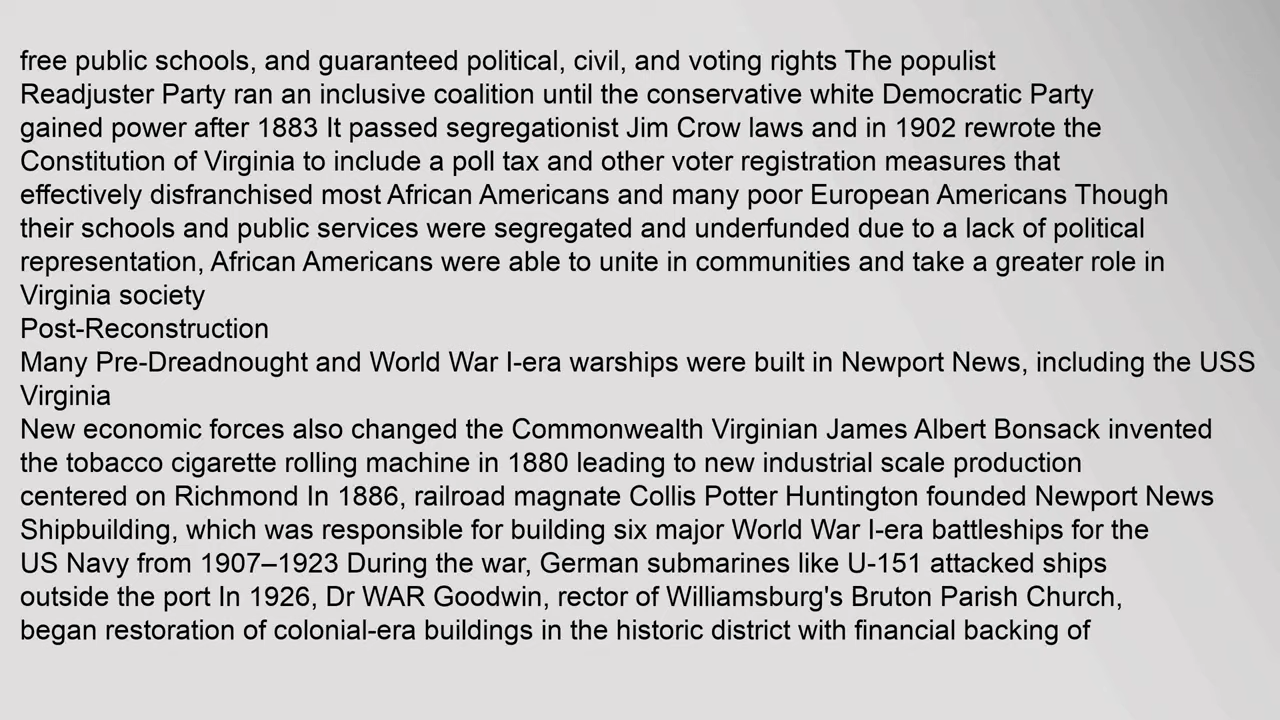 free public schools, and guaranteed political, civil, and voting rights The populist
Readjuster Party ran an inclusive coalition until the conservative white Democratic Party
gained power after 1883 It passed segregationist Jim Crow laws and in 1902 rewrote the
Constitution of Virginia to include a poll tax and other voter registration measures that
effectively disfranchised most African Americans and many poor European Americans Though
their schools and public services were segregated and underfunded due to a lack of political
representation, African Americans were able to unite in communities and take a greater role in
Virginia society
Post-Reconstruction
Many Pre-Dreadnought and World War I-era warships were built in Newport News, including the USS
Virginia
New economic forces also changed the Commonwealth Virginian James Albert Bonsack invented
the tobacco cigarette rolling machine in 1880 leading to new industrial scale production
centered on Richmond In 1886, railroad magnate Collis Potter Huntington founded Newport News
Shipbuilding, which was responsible for building six major World War I-era battleships for the
US Navy from 1907–1923 During the war, German submarines like U-151 attacked ships
outside the port In 1926, Dr WAR Goodwin, rector of Williamsburg's Bruton Parish Church,
began restoration of colonial-era buildings in the historic district with financial backing of